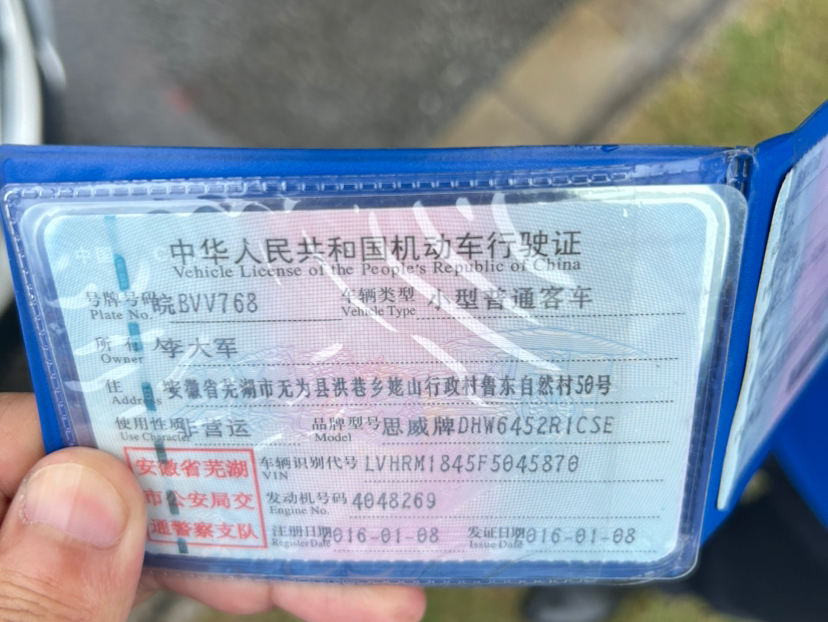 中华人民共和国机动车行驶证
Vehicle License of the People's Republic of China
号牌号码 皖BVV768 车辆类型 小型普通客车
Plate No. Vehicle Type
所有 李大军
Owner
住 安徽省芜湖市无为县洪巷乡姥山行政村鲁东自然村50号
Address
使用性质 非营运 品牌型号 思威牌DHW6452R1CSE
Use Character Model
安徽省芜湖 车辆识别代号 LVHRM1845F5045870
VIN
市公安局交 发动机号码 4048269
Engine No.
通警察支队 注册日期 016-01-08 发证日期 016-01-08
Register Date Issue Date